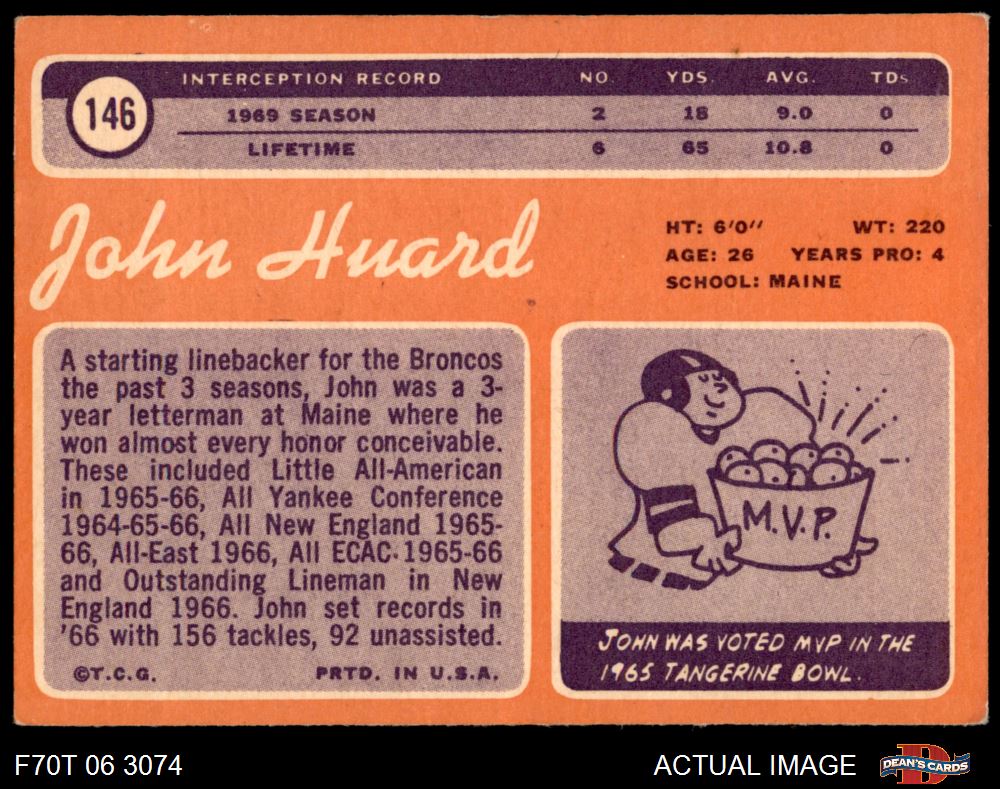 146
INTERCEPTION RECORD NO. YDS. AVG. TDs
1969 SEASON 2 18 9.0 0
LIFETIME 6 65 10.8 0
John Huard
HT: 6'0" WT: 220
AGE: 26 YEARS PRO: 4
SCHOOL: MAINE
A starting linebacker for the Broncos
the past 3 seasons, John was a 3-
year letterman at Maine where he
won almost every honor conceivable.
These included Little All-American
in 1965-66, All Yankee Conference
1964-65-66, All New England 1965-
66, All-East 1966, All ECAC 1965-66
and Outstanding Lineman in New
England 1966. John set records in
'66 with 156 tackles, 92 unassisted.
©T.C.G. PRTD. IN U.S.A.
M.V.P.
JOHN WAS VOTED MVP IN THE
1965 TANGERINE BOWL.
F70T 06 3074
ACTUAL IMAGE
D
DEAN'S CARDS